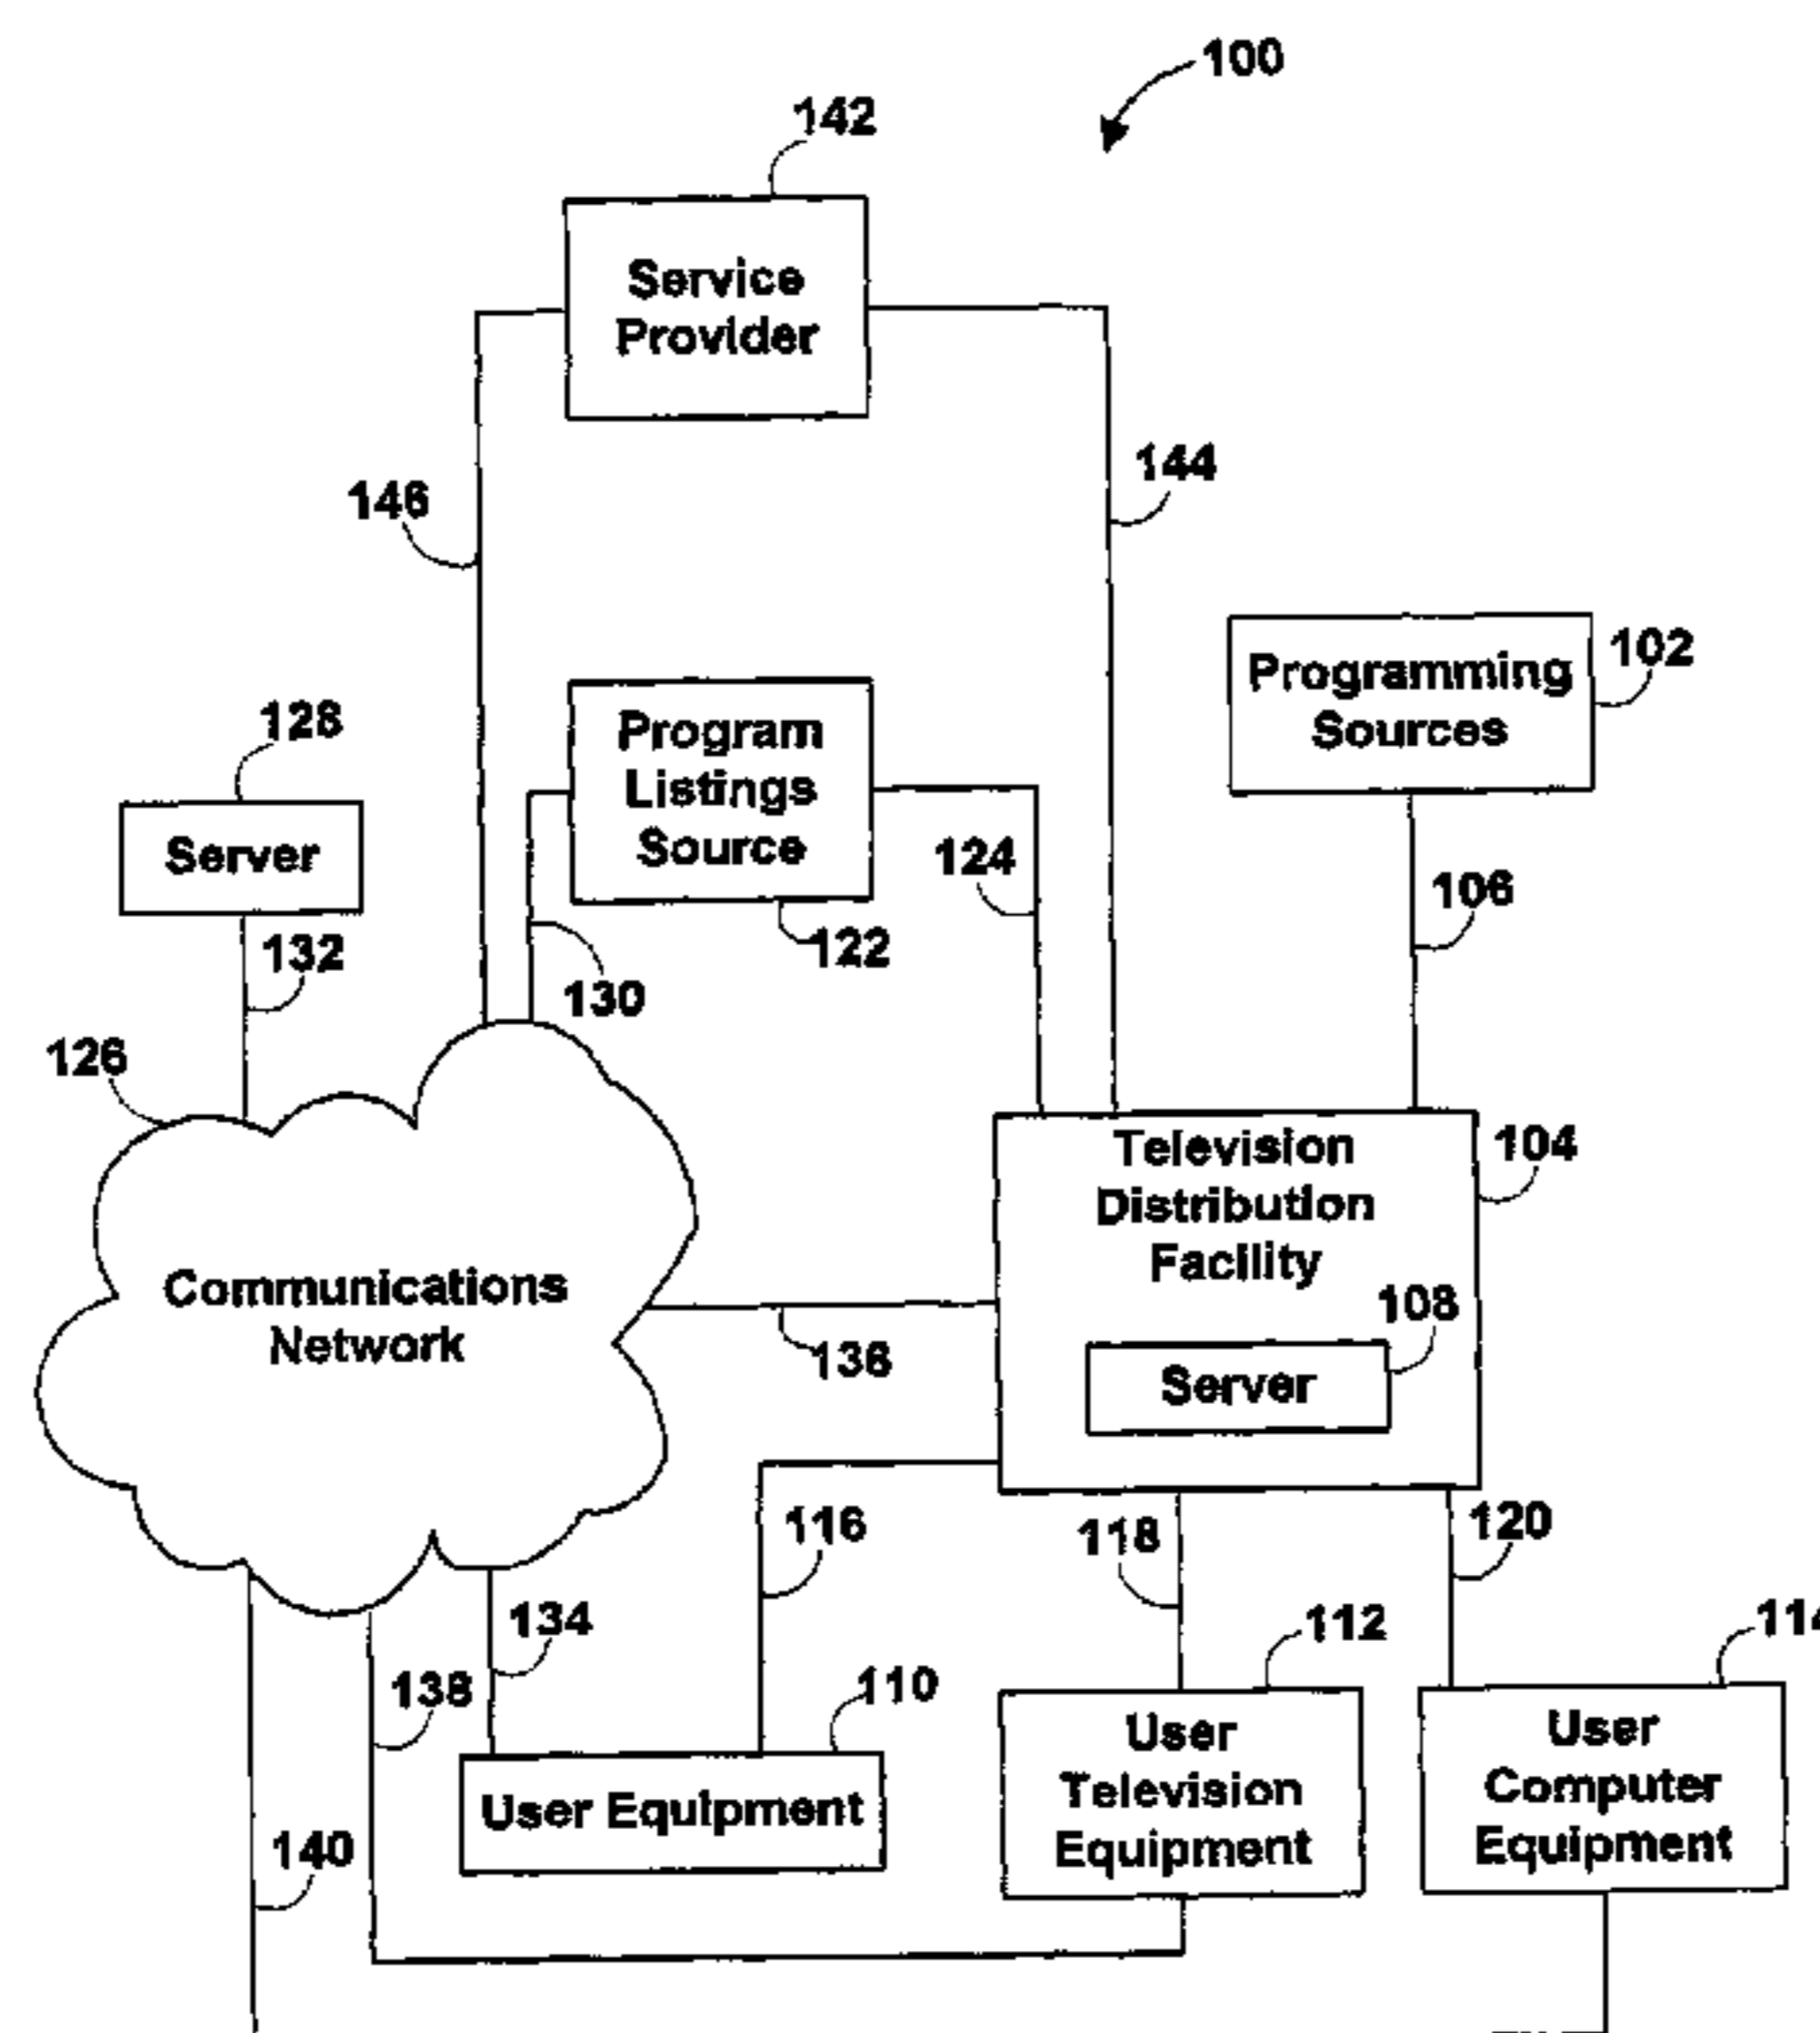 100
142
Service
Provider
146
144
Programming
Sources
102
128
Server
Program
Listings
Source
124
106
132
122
130
126
Television
Distribution
Facility
104
Communications
Network
136
108
Server
116
118
120
134
112
114
138
110
User Equipment
User
Television
Equipment
User
Computer
Equipment
140